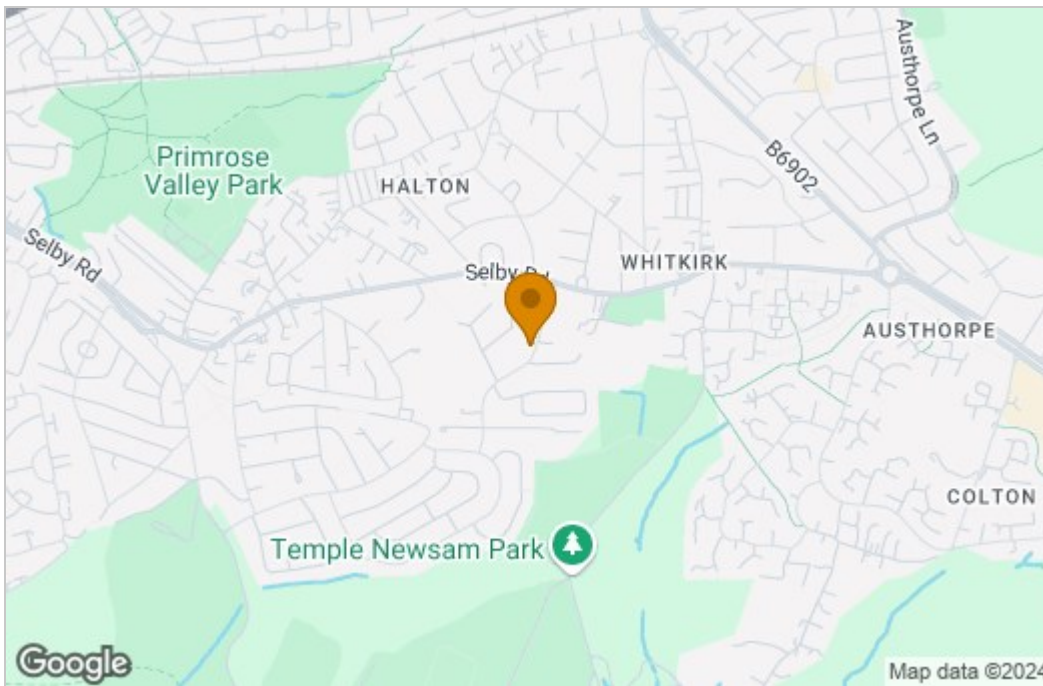 Austhorpe Ln
Primrose
Valley Park
HALTON
B6902
Selby Rd
Selby
WHITKIRK
AUSTHORPE
COLTON
Temple Newsam Park
Google
Map data ©2024